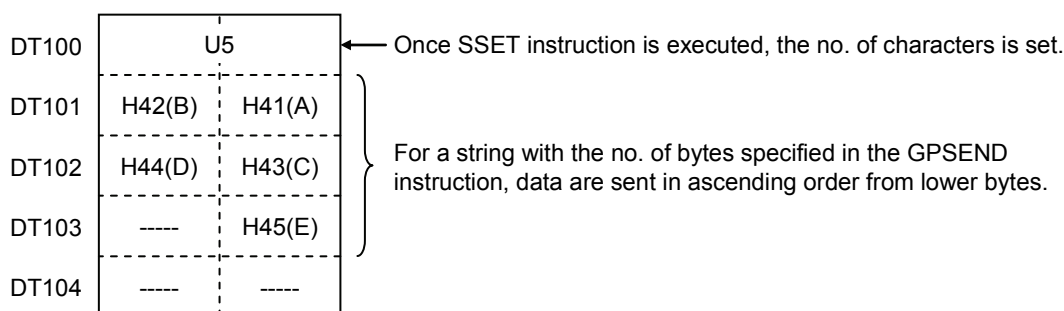 DT100 U5 Once SSET instruction is executed, the no. of characters is set.
DT101 H42(B) H41(A)
DT102 H44(D) H43(C) For a string with the no. of bytes specified in the GPSEND
instruction, data are sent in ascending order from lower bytes.
DT103 ----- H45(E)
DT104 ----- -----